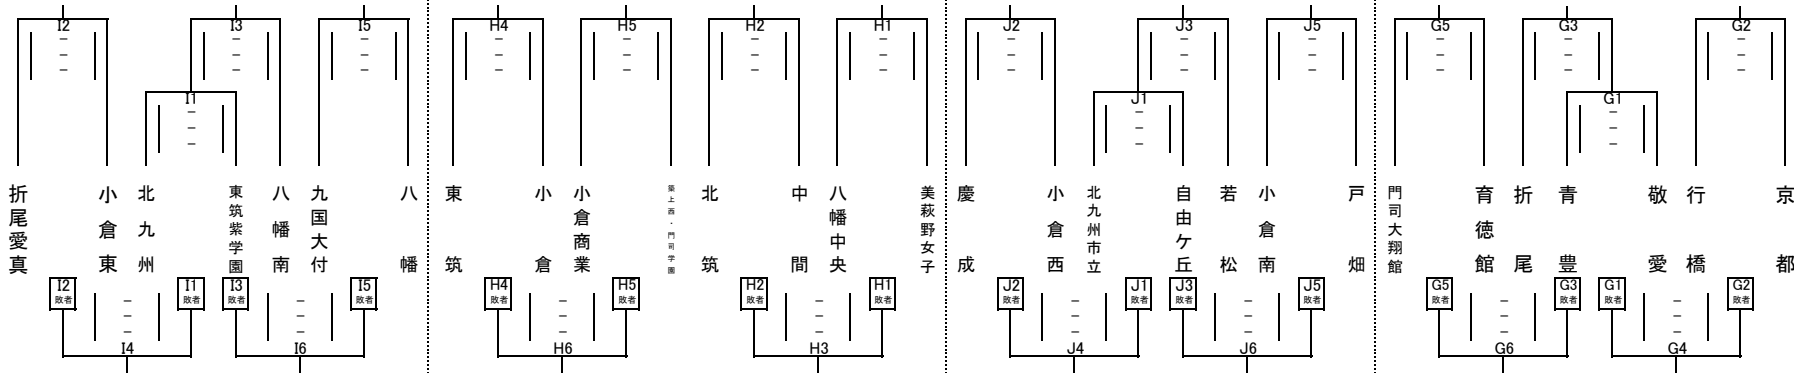 I2 I3 I5 H4 H5 H2 H1 J2 J3 J5 G5 G3 G2
I1 J1 G1
折尾愛真
小倉東
北九州
東筑紫学園
八幡南
九国大付
八幡
東筑
小倉
小倉商業
築上西・門司学園
北筑
中間
八幡中央
美萩野女子
慶成
小倉西
北九州市立
自由ケ丘
若松
小倉南
戸畑
門司大翔館
育徳館
折尾
青豊
敬愛
行橋
京都
I2 I1 I3 I5 H4 H5 H2 H1 J2 J1 J3 J5 G5 G3 G1 G2
敗者 敗者 敗者 敗者 敗者 敗者 敗者 敗者 敗者 敗者 敗者 敗者 敗者 敗者 敗者 敗者
I4 I6 H6 H3 J4 J6 G6 G4